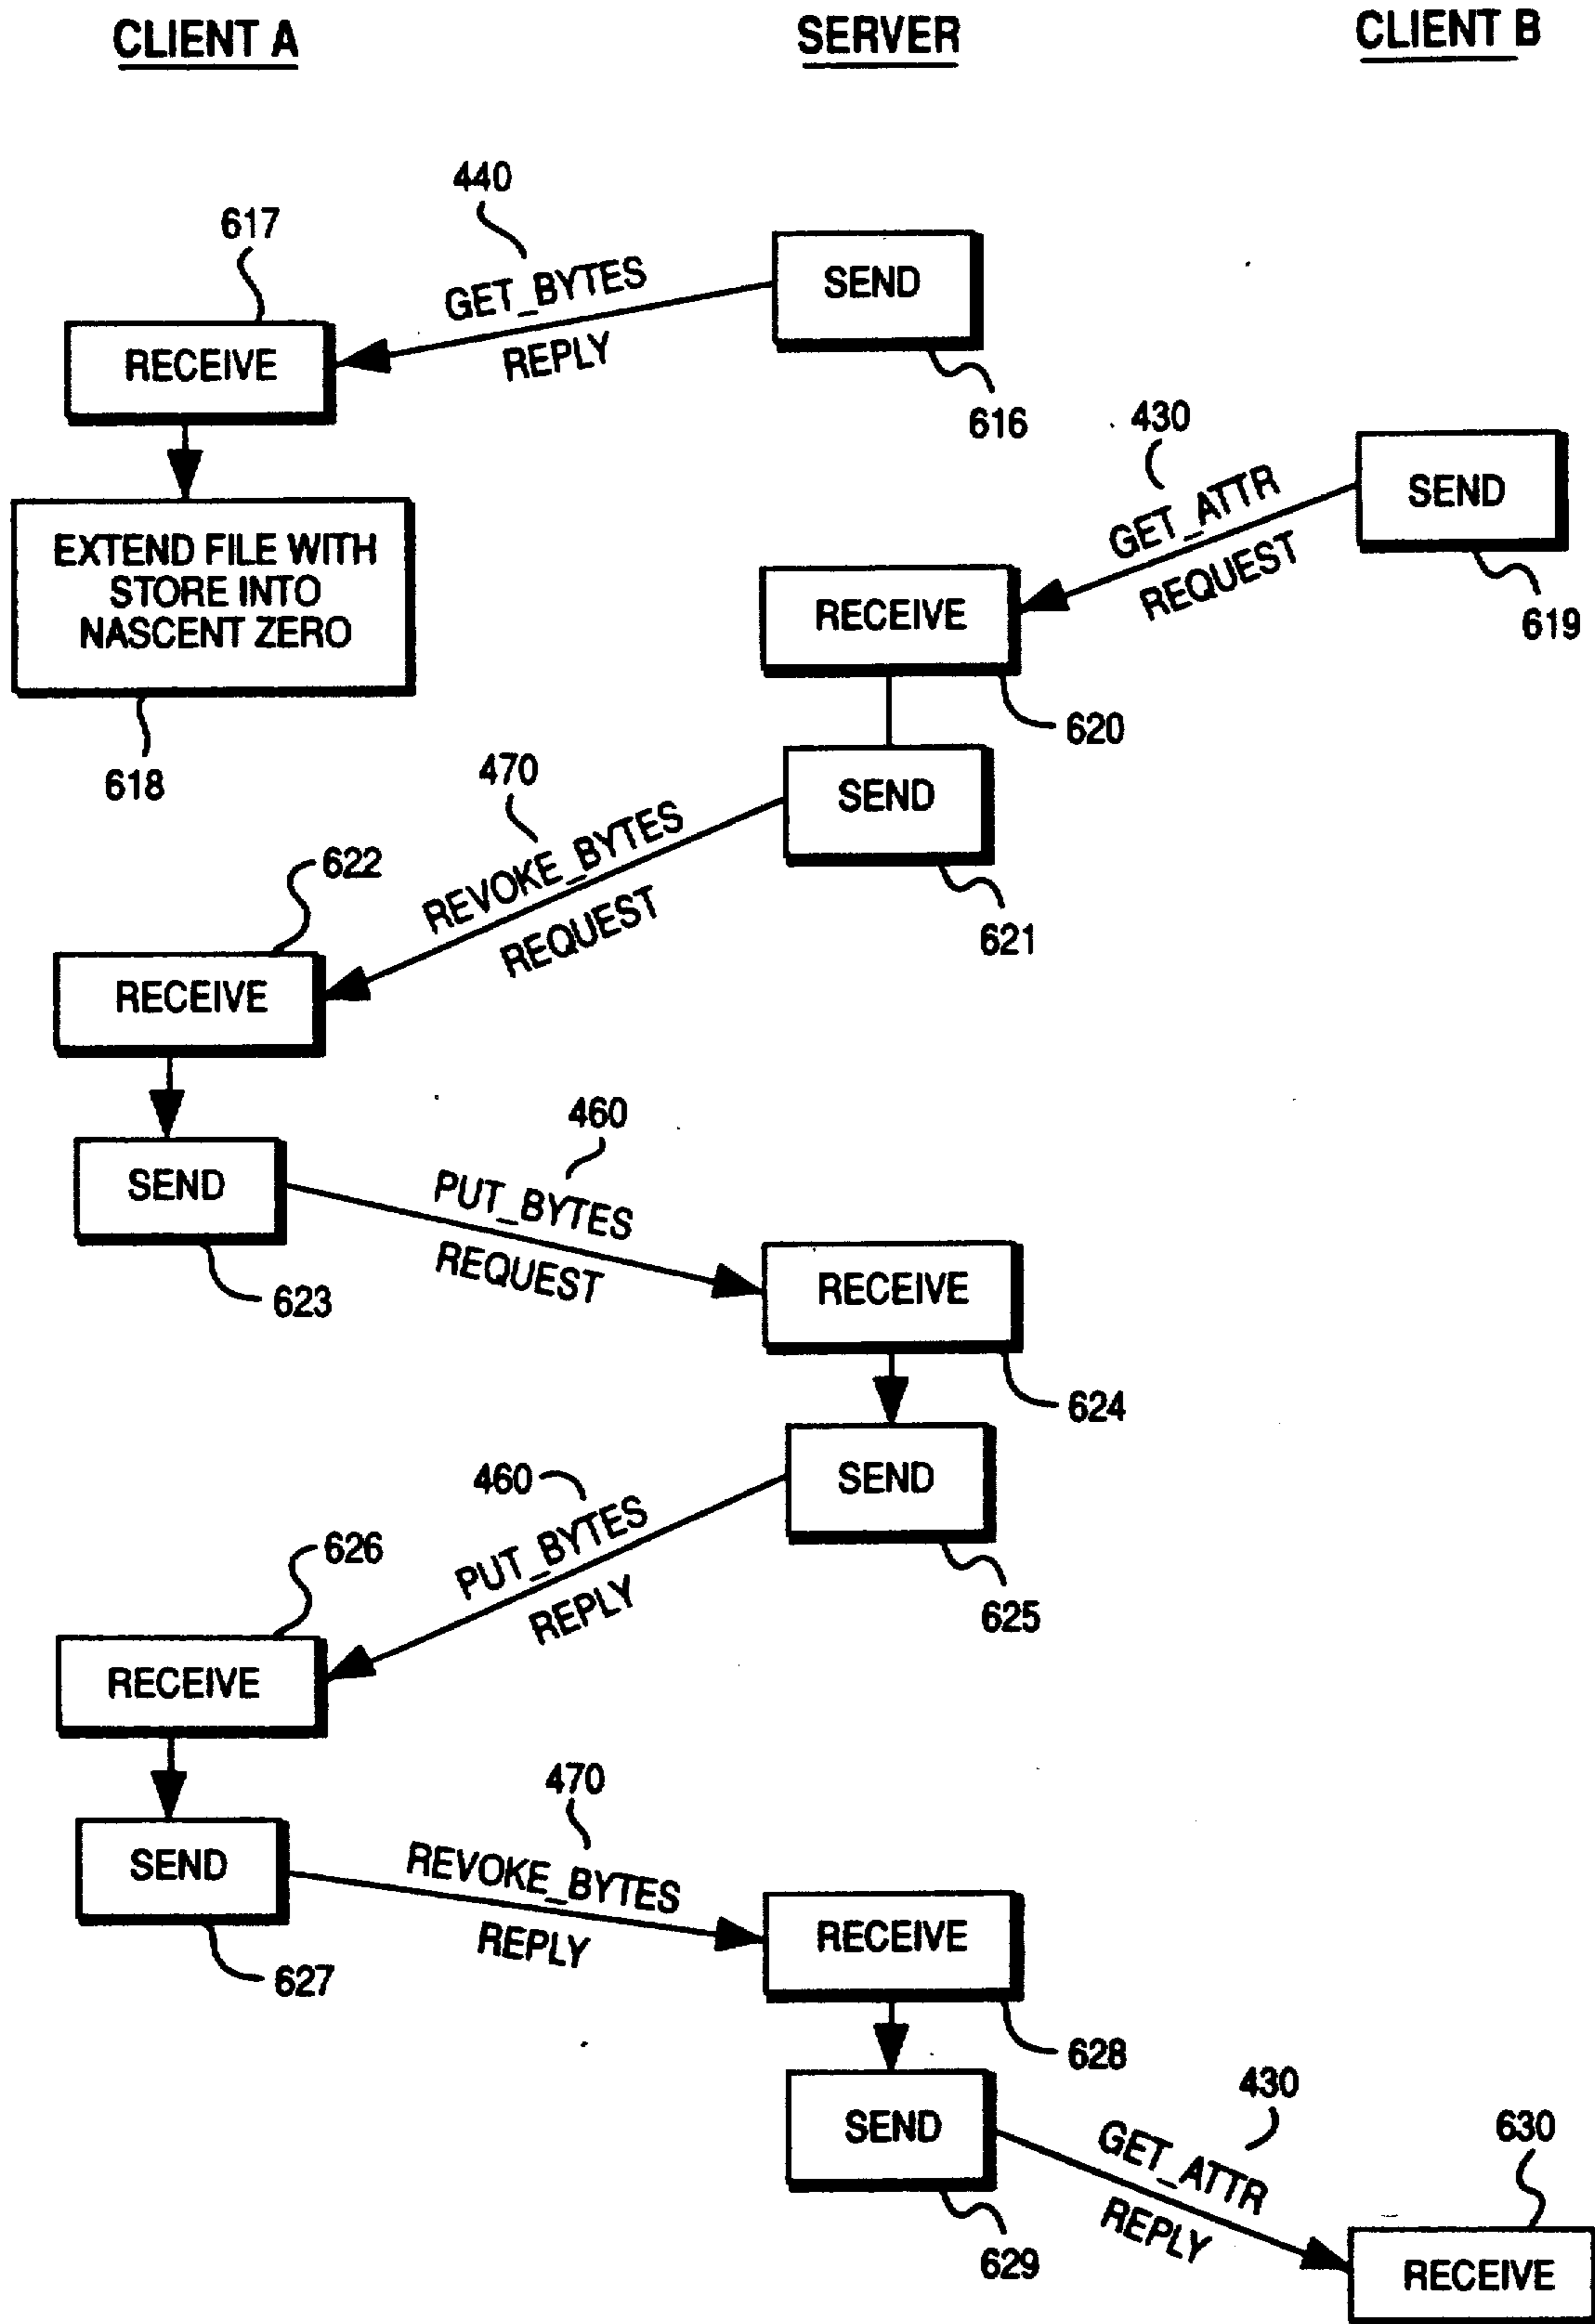 CLIENT A
SERVER
CLIENT B
440
617
GET_BYTES
REPLY
SEND
RECEIVE
616
430
GET_ATTR
REQUEST
SEND
619
EXTEND FILE WITH
STORE INTO
NASCENT ZERO
618
RECEIVE
620
470
REVOKE_BYTES
REQUEST
SEND
621
622
RECEIVE
460
SEND
PUT_BYTES
REQUEST
623
RECEIVE
624
460
PUT_BYTES
REPLY
SEND
625
626
RECEIVE
470
SEND
REVOKE_BYTES
REPLY
627
RECEIVE
628
430
SEND
GET_ATTR
REPLY
629
630
RECEIVE